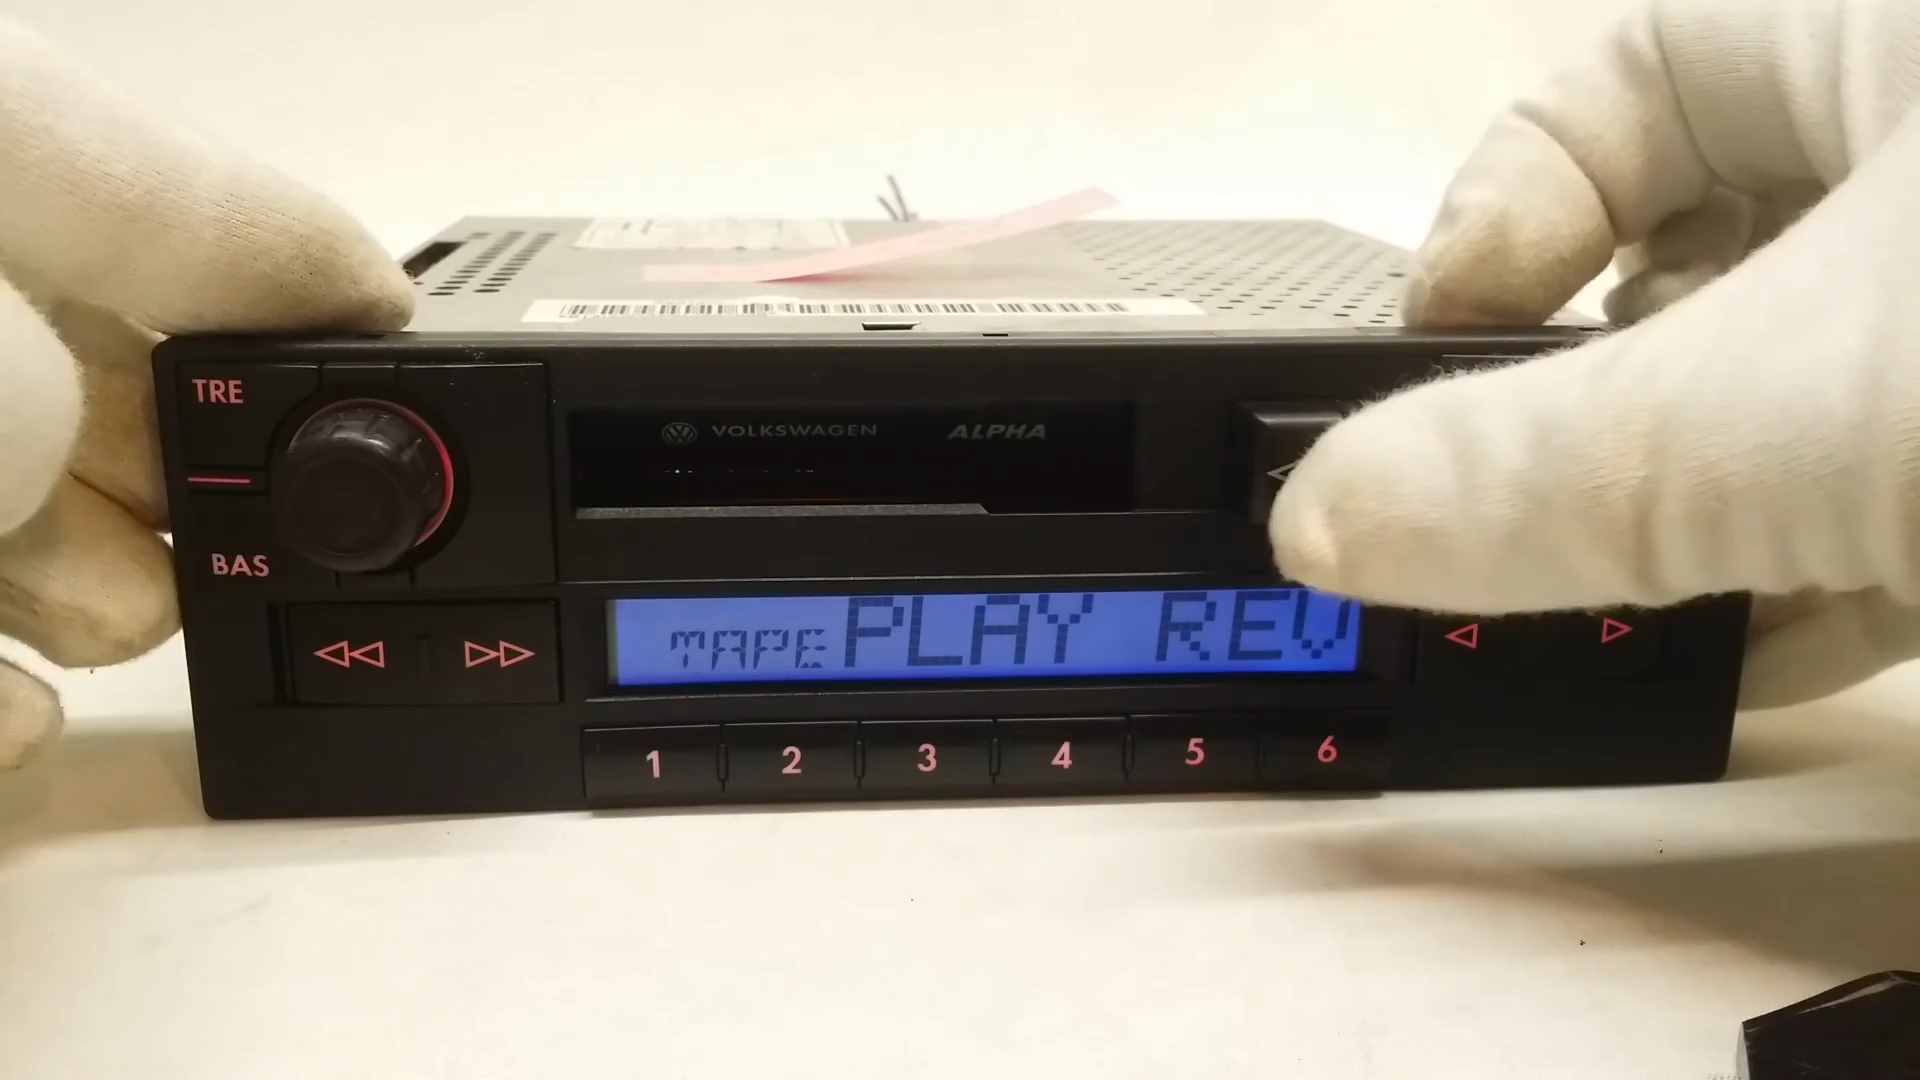 TRE
VOLKSWAGEN ALPHA
BAS
TAPE PLAY REV
1 2 3 4 5 6